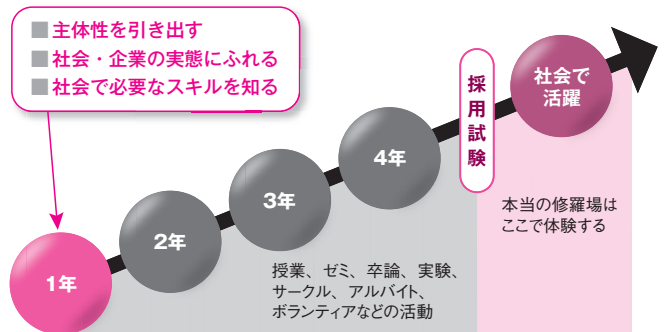 ■ 主体性を引き出す
■ 社会・企業の実態にふれる
■ 社会で必要なスキルを知る
1年
2年
3年
4年
採用試験
社会で
活躍
授業、ゼミ、卒論、実験、
サークル、アルバイト、
ボランティアなどの活動
本当の修羅場は
ここで体験する